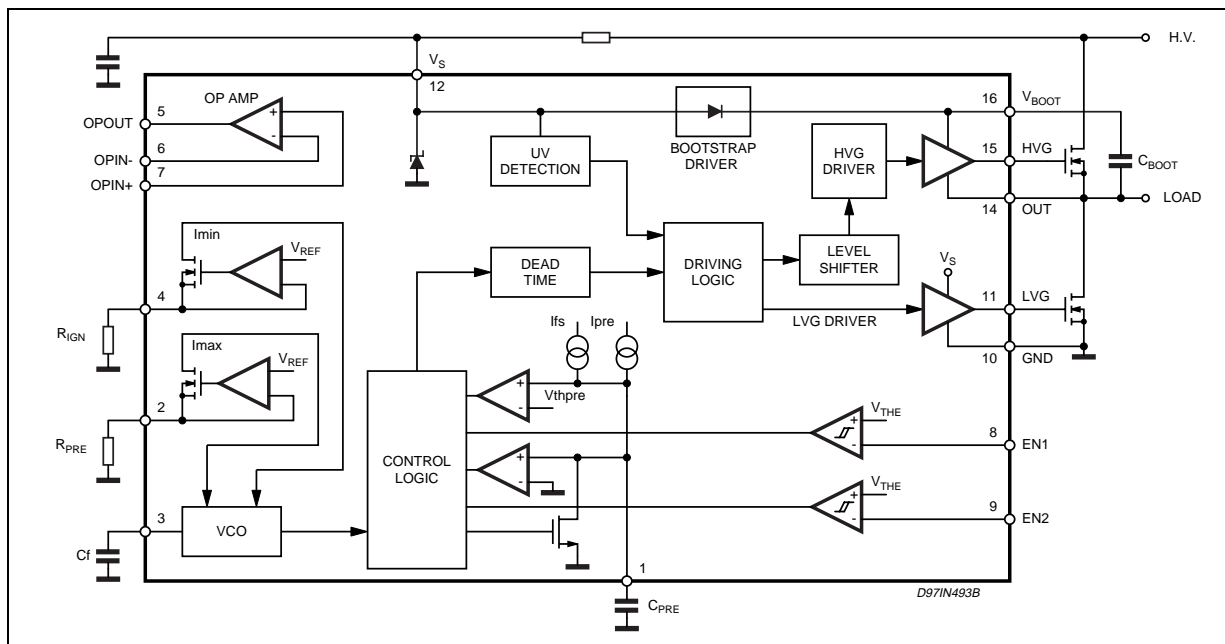 H.V.
VS
12
OP AMP
16
VBOOT
5
OPOUT
+
-
6
OPIN-
7
OPIN+
BOOTSTRAP
DRIVER
UV
DETECTION
HVG
DRIVER
15
HVG
CBOOT
14
OUT
LOAD
Imin
VREF
4
RIGN
DEAD
TIME
DRIVING
LOGIC
LEVEL
SHIFTER
VS
11
LVG
LVG DRIVER
10
GND
Imax
VREF
2
RPRE
Ifs
Ipre
+
-
Vthpre
CONTROL
LOGIC
+
-
VTHE
+
-
8
EN1
VTHE
+
-
9
EN2
3
VCO
Cf
1
CPRE
D97IN493B